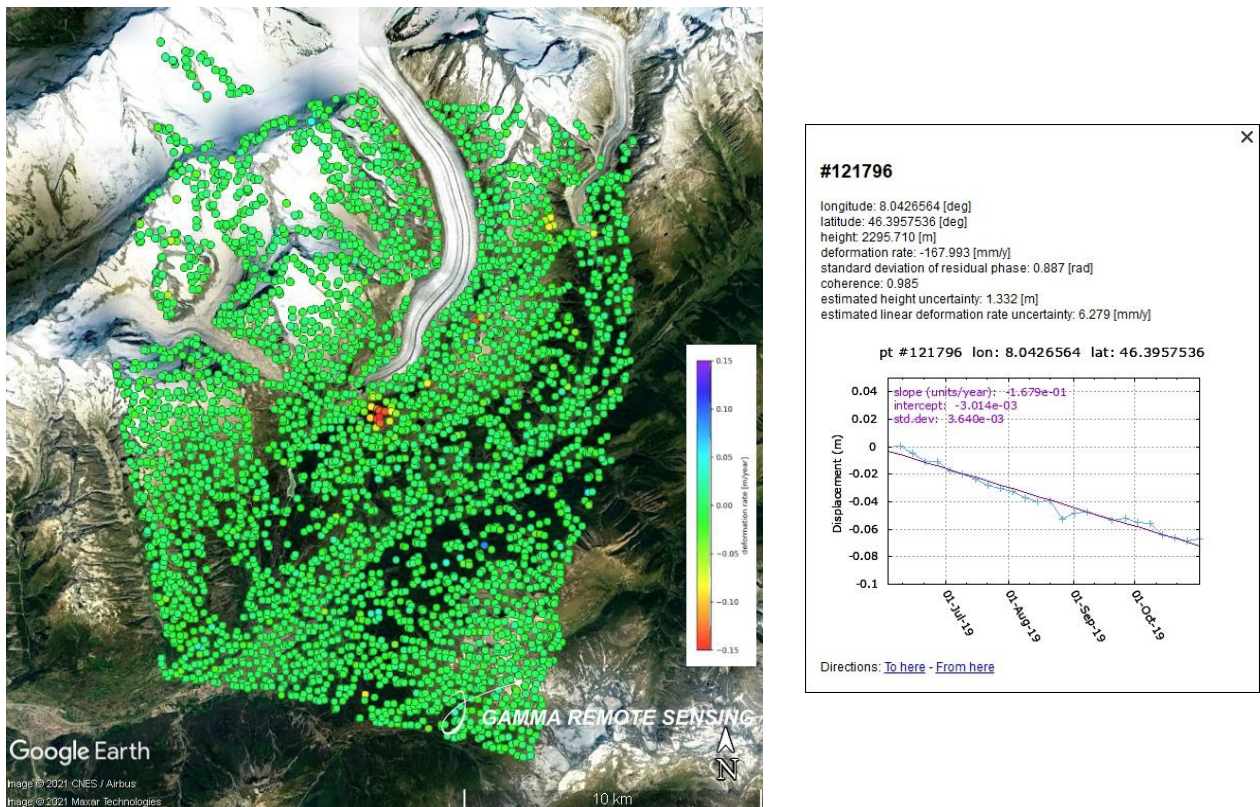 0.15
0.10
0.05
0.00
−0.05
−0.10
−0.15
deformation rate [m/year]
GAMMA REMOTE SENSING
Google Earth
Image © 2021 CNES / Airbus
Image © 2021 Maxar Technologies
10 km
N
×
#121796
longitude: 8.0426564 [deg]
latitude: 46.3957536 [deg]
height: 2295.710 [m]
deformation rate: -167.993 [mm/y]
standard deviation of residual phase: 0.887 [rad]
coherence: 0.985
estimated height uncertainty: 1.332 [m]
estimated linear deformation rate uncertainty: 6.279 [mm/y]
pt #121796 lon: 8.0426564 lat: 46.3957536
slope (units/year): -1.679e-01
intercept: -3.014e-03
std.dev: 3.640e-03
Displacement (m)
0.04
0.02
0
-0.02
-0.04
-0.06
-0.08
-0.1
01-Jul-19
01-Aug-19
01-Sep-19
01-Oct-19
Directions: To here - From here